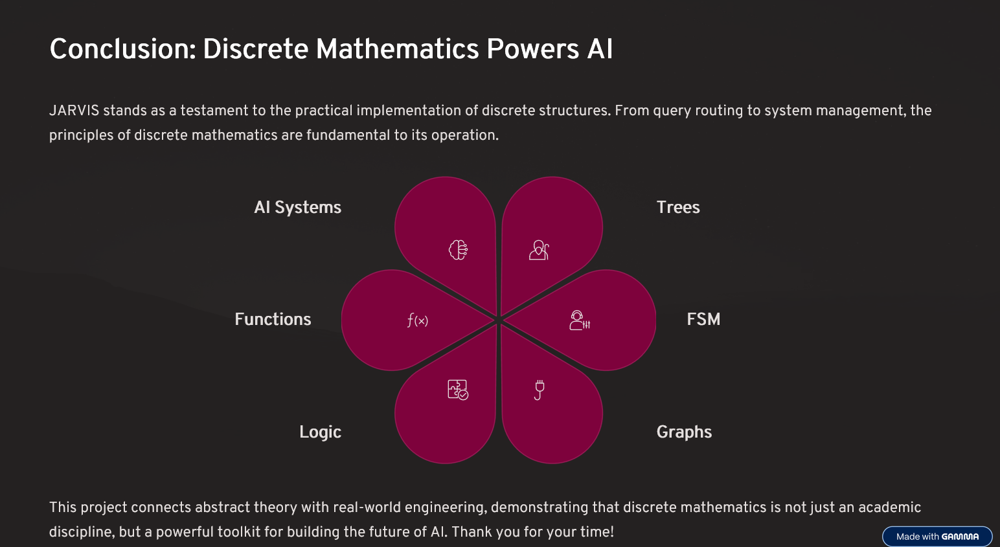 Conclusion: Discrete Mathematics Powers AI
JARVIS stands as a testament to the practical implementation of discrete structures. From query routing to system management, the
principles of discrete mathematics are fundamental to its operation.
AI Systems
Trees
Functions
f(x)
FSM
Logic
Graphs
This project connects abstract theory with real-world engineering, demonstrating that discrete mathematics is not just an academic
discipline, but a powerful toolkit for building the future of AI. Thank you for your time!
Made with GAMMA